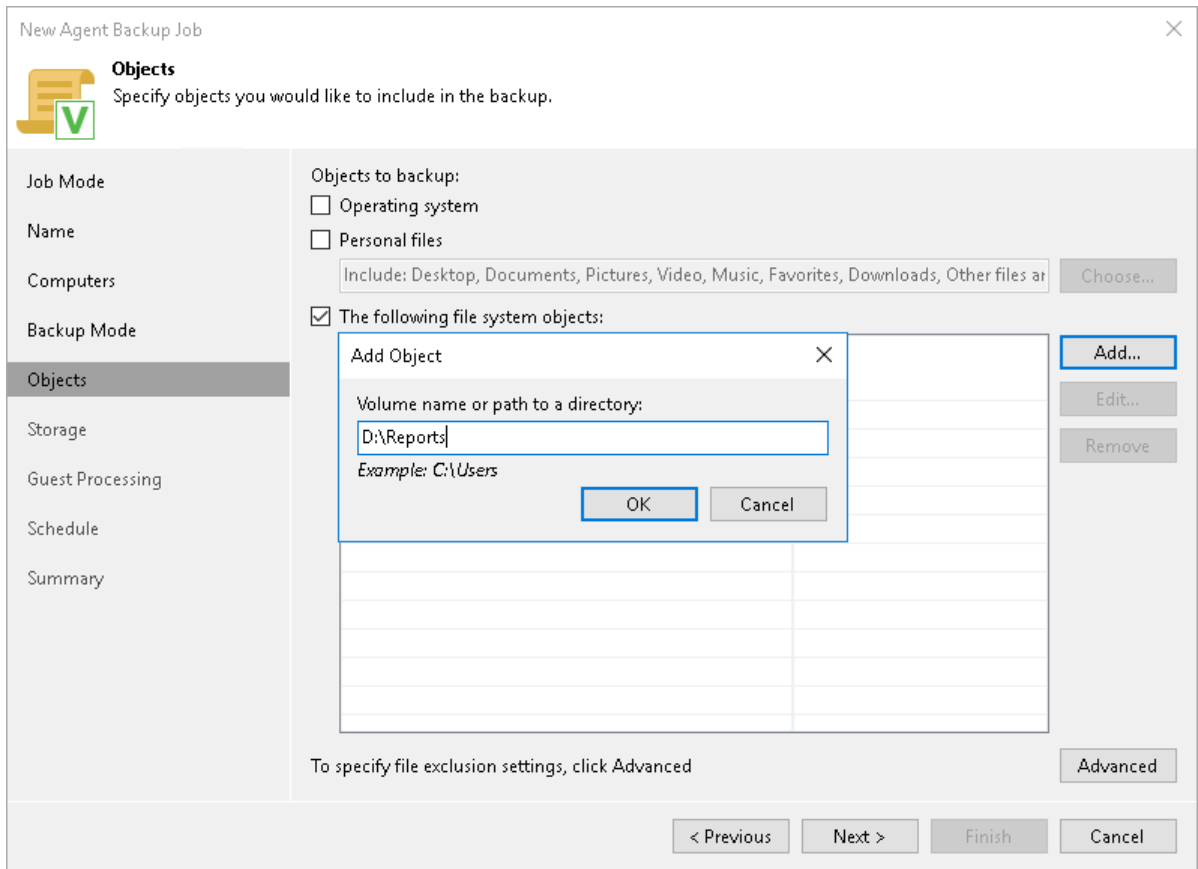 New Agent Backup Job
Objects
Specify objects you would like to include in the backup.
V
Job Mode
Name
Computers
Backup Mode
Objects
Storage
Guest Processing
Schedule
Summary
Objects to backup:
Operating system
Personal files
Include: Desktop, Documents, Pictures, Video, Music, Favorites, Downloads, Other files ar
Choose...
The following file system objects:
Add Object
Volume name or path to a directory:
D:\Reports
Example: C:\Users
OK Cancel
Add...
Edit...
Remove
To specify file exclusion settings, click Advanced
Advanced
< Previous Next > Finish Cancel